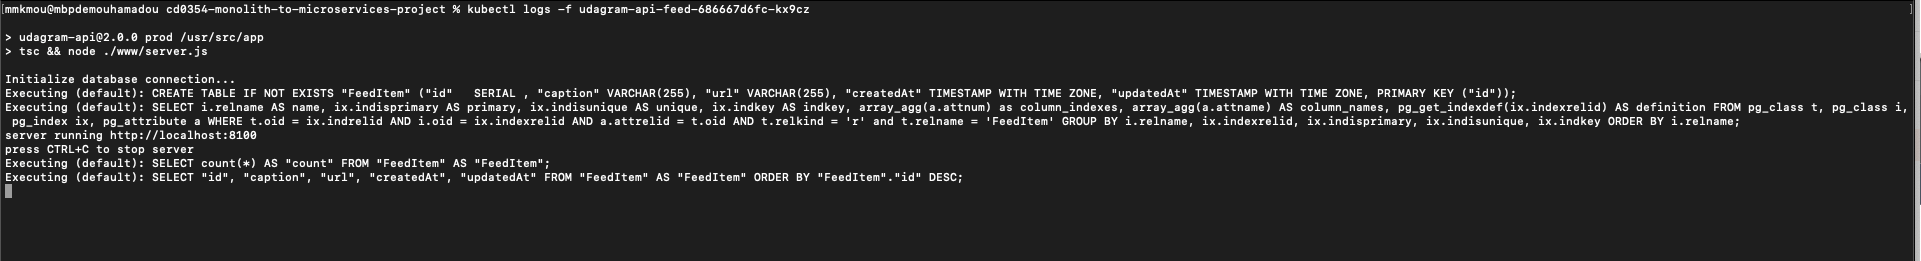 [mmkmou@mbpdemouhamadou cd0354-monolith-to-microservices-project % kubectl logs -f udagram-api-feed-686667d6fc-kx9cz ]
> udagram-api@2.0.0 prod /usr/src/app
> tsc && node ./www/server.js
Initialize database connection...
Executing (default): CREATE TABLE IF NOT EXISTS "FeedItem" ("id"   SERIAL , "caption" VARCHAR(255), "url" VARCHAR(255), "createdAt" TIMESTAMP WITH TIME ZONE, "updatedAt" TIMESTAMP WITH TIME ZONE, PRIMARY KEY ("id"));
Executing (default): SELECT i.relname AS name, ix.indisprimary AS primary, ix.indisunique AS unique, ix.indkey AS indkey, array_agg(a.attnum) as column_indexes, array_agg(a.attname) AS column_names, pg_get_indexdef(ix.indexrelid) AS definition FROM pg_class t, pg_class i,
pg_index ix, pg_attribute a WHERE t.oid = ix.indrelid AND i.oid = ix.indexrelid AND a.attrelid = t.oid AND t.relkind = 'r' and t.relname = 'FeedItem' GROUP BY i.relname, ix.indexrelid, ix.indisprimary, ix.indisunique, ix.indkey ORDER BY i.relname;
server running http://localhost:8100
press CTRL+C to stop server
Executing (default): SELECT count(*) AS "count" FROM "FeedItem" AS "FeedItem";
Executing (default): SELECT "id", "caption", "url", "createdAt", "updatedAt" FROM "FeedItem" AS "FeedItem" ORDER BY "FeedItem"."id" DESC;